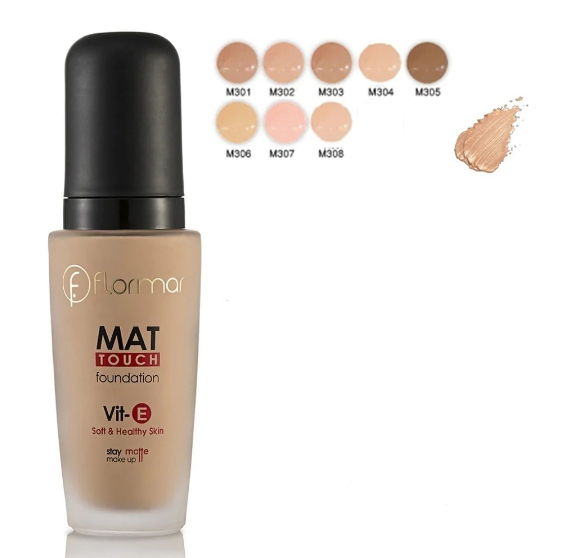 M301 M302 M303 M304 M305
M306 M307 M308
florimar
MAT
TOUCH
foundation
Vit-E
Soft & Healthy Skin
stay matte
make up